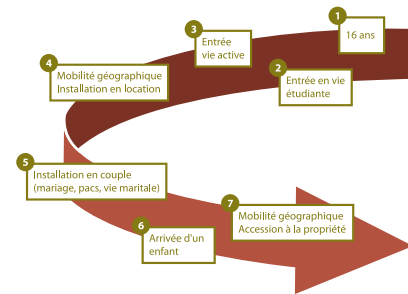 1
16 ans
2
Entrée en vie
étudiante
3
Entrée
vie active
4
Mobilité géographique
Installation en location
5
Installation en couple
(mariage, pacs, vie maritale)
6
Arrivée d'un
enfant
7
Mobilité géographique
Accession à la propriété